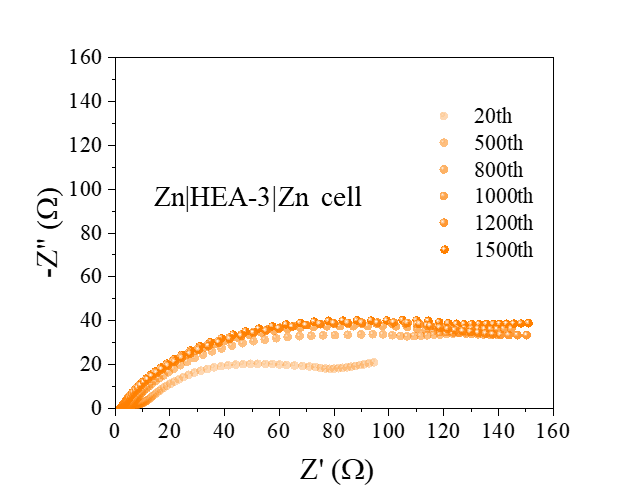 160
140
120
100
80
60
40
20
0
-Z" (Ω)
Zn|HEA-3|Zn cell
20th
500th
800th
1000th
1200th
1500th
0 20 40 60 80 100 120 140 160
Z' (Ω)